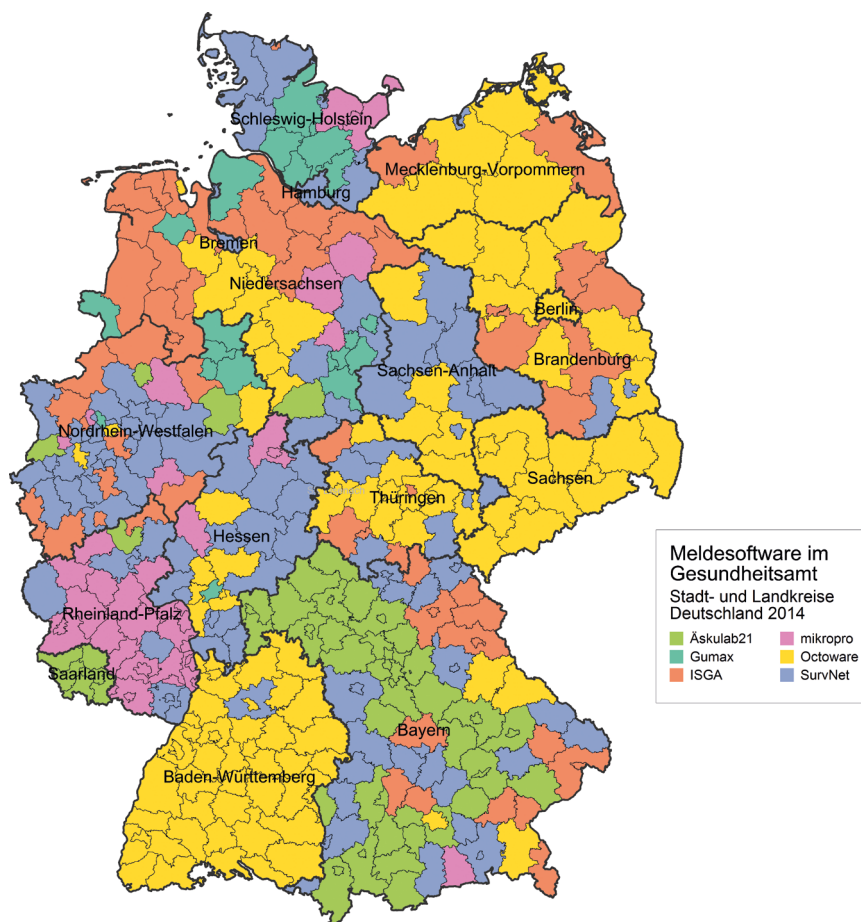 Schleswig-Holstein
Mecklenburg-Vorpommern
Hamburg
Bremen
Niedersachsen
Berlin
Brandenburg
Sachsen-Anhalt
Nordrhein-Westfalen
Sachsen
Thüringen
Hessen
Rheinland-Pfalz
Saarland
Bayern
Baden-Württemberg
Meldesoftware im
Gesundheitsamt
Stadt- und Landkreise
Deutschland 2014
Äskulab21
mikropro
Gumax
Octoware
ISGA
SurvNet